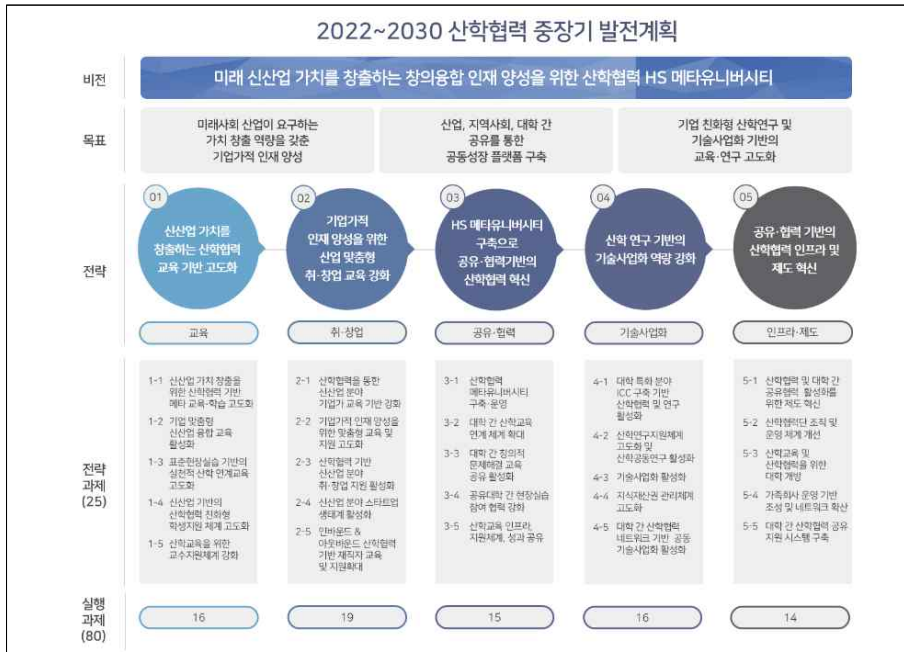 2022~2030 산학협력 중장기 발전계획
비전
미래 신산업 가치를 창출하는 창의융합 인재 양성을 위한 산학협력 HS 메타유니버시티
목표
미래사회 산업이 요구하는
가치 창출 역량을 갖춘
기업가적 인재 양성
산업, 지역사회, 대학 간
공유를 통한
공동성장 플랫폼 구축
기업 친화형 산학연구 및
기술사업화 기반의
교육·연구 고도화
전략
01
신산업 가치를
창출하는 산학협력
교육 기반 고도화
02
기업가적
인재 양성을 위한
산업 맞춤형
취·창업 교육 강화
03
HS 메타유니버시티
구축으로
공유·협력기반의
산학협력 혁신
04
산학 연구 기반의
기술사업화 역량 강화
05
공유·협력 기반의
산학협력 인프라 및
제도 혁신
교육
취·창업
공유·협력
기술사업화
인프라·제도
전략
과제
(25)
1-1 신산업 가치 창출을
위한 산학협력 기반
메타 교육·학습 고도화
1-2 기업 맞춤형
신산업 융합 교육
활성화
1-3 표준현장실습 기반의
실천적 산학 연계교육
고도화
1-4 신산업 기반의
산학협력 친화형
학생지원 체계 고도화
1-5 산학교육을 위한
교수지원체계 강화
2-1 산학협력을 통한
신산업 분야
기업가 교육 기반 강화
2-2 기업가적 인재 양성을
위한 맞춤형 교육 및
지원 고도화
2-3 산학협력 기반
신산업 분야
취·창업 지원 활성화
2-4 신산업 분야 스타트업
생태계 활성화
2-5 인바운드 &
아웃바운드 산학협력
기반 재직자 교육
및 지원확대
3-1 산학협력
메타유니버시티
구축·운영
3-2 대학 간 산학교육
연계 체계 확대
3-3 대학 간 창의적
문제해결 교육
공유 활성화
3-4 공유대학 간 현장실습
참여 협력 강화
3-5 산학교육 인프라,
지원체계, 성과 공유
4-1 대학 특화 분야
ICC 구축 기반
산학협력 및 연구
활성화
4-2 산학연구지원체계
고도화 및
산학공동연구 활성화
4-3 기술사업화 활성화
4-4 지식재산권 관리체계
고도화
4-5 대학 간 산학협력
네트워크 기반 공동
기술사업화 활성화
5-1 산학협력 및 대학 간
공유협력 활성화를
위한 제도 혁신
5-2 산학협력단 조직 및
운영 체계 개선
5-3 산학교육 및
산학협력을 위한
대학 개방
5-4 가족회사 운영 기반
조성 및 네트워크 확산
5-5 대학 간 산학협력 공유
지원 시스템 구축
실행
과제
(80)
16
19
15
16
14